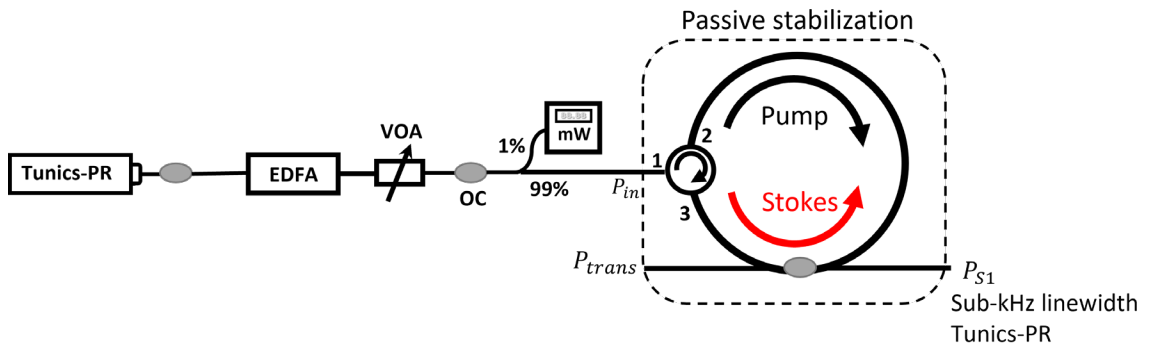 Passive stabilization
Pump
Stokes
1
2
3
Tunics-PR
EDFA
VOA
OC
1%
99%
mW
P_in
P_trans
P_S1
Sub-kHz linewidth
Tunics-PR